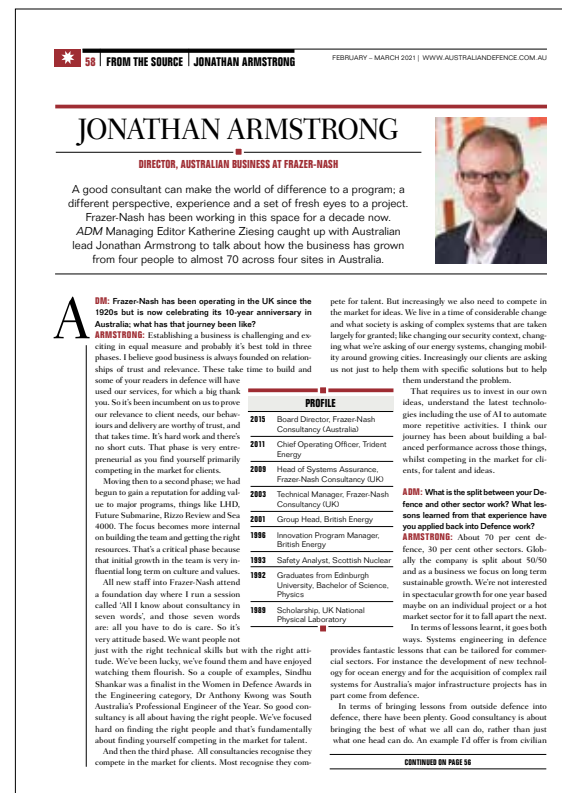 58 FROM THE SOURCE JONATHAN ARMSTRONG
FEBRUARY – MARCH 2021 | WWW.AUSTRALIANDEFENCE.COM.AU
JONATHAN ARMSTRONG
DIRECTOR, AUSTRALIAN BUSINESS AT FRAZER-NASH
A good consultant can make the world of difference to a program; a
different perspective, experience and a set of fresh eyes to a project.
Frazer-Nash has been working in this space for a decade now.
ADM Managing Editor Katherine Ziesing caught up with Australian
lead Jonathan Armstrong to talk about how the business has grown
from four people to almost 70 across four sites in Australia.
A
DM: Frazer-Nash has been operating in the UK since the
1920s but is now celebrating its 10-year anniversary in
Australia; what has that journey been like?
ARMSTRONG: Establishing a business is challenging and ex-
citing in equal measure and probably it's best told in three
phases. I believe good business is always founded on relation-
ships of trust and relevance. These take time to build and
some of your readers in defence will have
used our services, for which a big thank
you. So it's been incumbent on us to prove
our relevance to client needs, our behav-
iours and delivery are worthy of trust, and
that takes time. It's hard work and there's
no short cuts. That phase is very entre-
preneurial as you find yourself primarily
competing in the market for clients.
Moving then to a second phase; we had
begun to gain a reputation for adding val-
ue to major programs, things like LHD,
Future Submarine, Rizzo Review and Sea
4000. The focus becomes more internal
on building the team and getting the right
resources. That's a critical phase because
that initial growth in the team is very in-
fluential long term on culture and values.
All new staff into Frazer-Nash attend
a foundation day where I run a session
called 'All I know about consultancy in
seven words', and those seven words
are: all you have to do is care. So it's
very attitude based. We want people not
just with the right technical skills but with the right atti-
tude. We've been lucky, we've found them and have enjoyed
watching them flourish. So a couple of examples, Sindhu
Shankar was a finalist in the Women in Defence Awards in
the Engineering category, Dr Anthony Kwong was South
Australia's Professional Engineer of the Year. So good con-
sultancy is all about having the right people. We've focused
hard on finding the right people and that's fundamentally
about finding yourself competing in the market for talent.
And then the third phase. All consultancies recognise they
compete in the market for clients. Most recognise they com-
PROFILE
2015 Board Director, Frazer-Nash
Consultancy (Australia)
2011 Chief Operating Officer, Trident
Energy
2009 Head of Systems Assurance,
Frazer-Nash Consultancy (UK)
2003 Technical Manager, Frazer-Nash
Consultancy (UK)
2001 Group Head, British Energy
1996 Innovation Program Manager,
British Energy
1993 Safety Analyst, Scottish Nuclear
1992 Graduates from Edinburgh
University, Bachelor of Science,
Physics
1989 Scholarship, UK National
Physical Laboratory
pete for talent. But increasingly we also need to compete in
the market for ideas. We live in a time of considerable change
and what society is asking of complex systems that are taken
largely for granted; like changing our security context, chang-
ing what we're asking of our energy systems, changing mobil-
ity around growing cities. Increasingly our clients are asking
us not just to help them with specific solutions but to help
them understand the problem.
That requires us to invest in our own
ideas, understand the latest technolo-
gies including the use of AI to automate
more repetitive activities. I think our
journey has been about building a bal-
anced performance across those things,
whilst competing in the market for cli-
ents, for talent and ideas.
ADM: What is the split between your De-
fence and other sector work? What les-
sons learned from that experience have
you applied back into Defence work?
ARMSTRONG: About 70 per cent de-
fence, 30 per cent other sectors. Glob-
ally the company is split about 50/50
and as a business we focus on long term
sustainable growth. We're not interested
in spectacular growth for one year based
maybe on an individual project or a hot
market sector for it to fall apart the next.
In terms of lessons learnt, it goes both
ways. Systems engineering in defence
provides fantastic lessons that can be tailored for commer-
cial sectors. For instance the development of new technol-
ogy for ocean energy and for the acquisition of complex rail
systems for Australia's major infrastructure projects has in
part come from defence.
In terms of bringing lessons from outside defence into
defence, there have been plenty. Good consultancy is about
bringing the best of what we all can do, rather than just
what one head can do. An example I'd offer is from civilian
CONTINUED ON PAGE 56